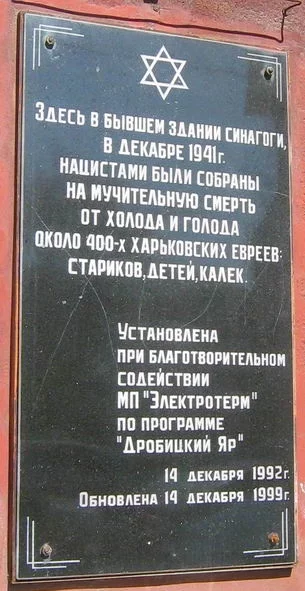 Здесь в бывшем здании синагоги,
в декабре 1941г.
нацистами были собраны
на мучительную смерть
от холода и голода
около 400-х харьковских евреев:
стариков,детей,калек.
Установлена
при благотворительном
содействии
МП "Электротерм"
по программе
"Дробицкий Яр"
14 декабря 1992г.
Обновлена 14 декабря 1999г.